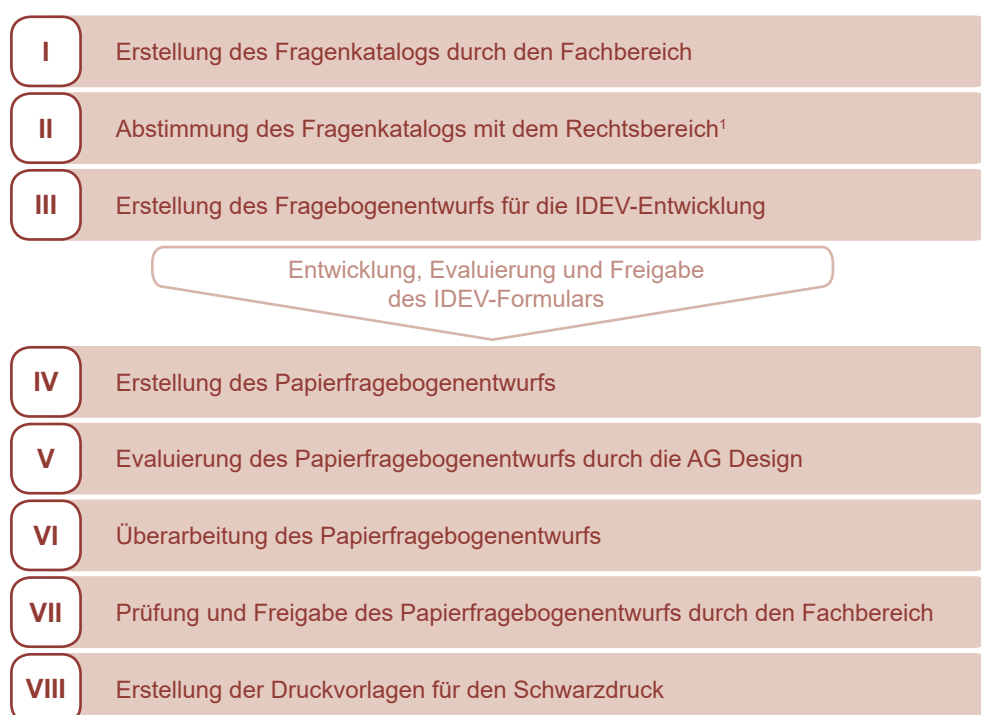 I Erstellung des Fragenkatalogs durch den Fachbereich
II Abstimmung des Fragenkatalogs mit dem Rechtsbereich¹
III Erstellung des Fragebogenentwurfs für die IDEV-Entwicklung
Entwicklung, Evaluierung und Freigabe
des IDEV-Formulars
IV Erstellung des Papierfragebogenentwurfs
V Evaluierung des Papierfragebogenentwurfs durch die AG Design
VI Überarbeitung des Papierfragebogenentwurfs
VII Prüfung und Freigabe des Papierfragebogenentwurfs durch den Fachbereich
VIII Erstellung der Druckvorlagen für den Schwarzdruck